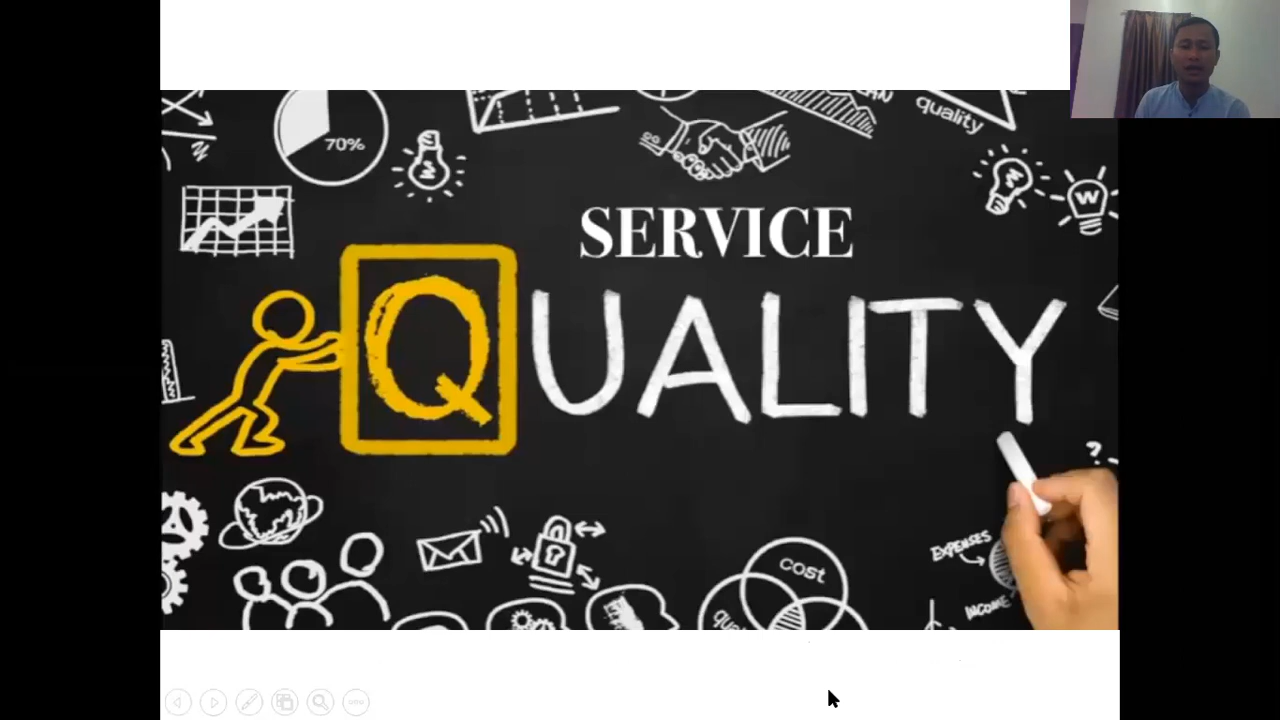 70%
quality
W
SERVICE
QUALITY
?
EXPENSES
cost
INCOME